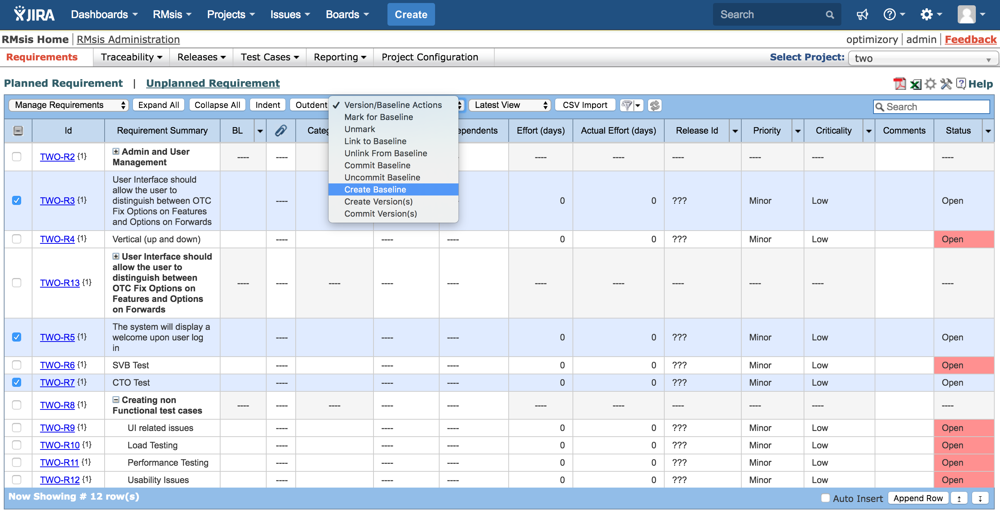 JIRA Dashboards RMsis Projects Issues Boards Create Search
RMsis Home RMsis Administration optimizory admin Feedback
Requirements Traceability Releases Test Cases Reporting Project Configuration Select Project: two
Planned Requirement | Unplanned Requirement Help
Manage Requirements Expand All Collapse All Indent Outdent Latest View CSV Import Search
✓ Version/Baseline Actions
Mark for Baseline
Unmark
Link to Baseline
Unlink From Baseline
Commit Baseline
Uncommit Baseline
Create Baseline
Create Version(s)
Commit Version(s)
Id Requirement Summary BL Categ ependents Effort (days) Actual Effort (days) Release Id Priority Criticality Comments Status
TWO-R2 {1} Admin and User
Management
---- ---- ---- ---- ---- ---- ---- ----
TWO-R3 {1} User Interface should
allow the user to
distinguish between OTC
Fix Options on Features
and Options on Forwards
---- 0 0 ??? Minor Low Open
TWO-R4 {1} Vertical (up and down) ---- ---- ---- 0 0 ??? Minor Low Open
TWO-R13 {1} User Interface should
allow the user to
distinguish between
OTC Fix Options on
Features and Options
on Forwards
---- ---- ---- ---- ---- ---- ---- ---- ---- ---- ----
TWO-R5 {1} The system will display a
welcome upon user log
in
---- ---- ---- 0 0 ??? Minor Low Open
TWO-R6 {1} SVB Test ---- ---- ---- 0 0 ??? Minor Low Open
TWO-R7 {1} CTO Test ---- ---- ---- 0 0 ??? Minor Low Open
TWO-R8 {1} Creating non
Functional test cases
---- ---- ---- ---- ---- ---- ---- ---- ---- ---- ----
TWO-R9 {1} UI related issues ---- ---- ---- 0 0 ??? Minor Low Open
TWO-R10 {1} Load Testing ---- ---- ---- 0 0 ??? Minor Low Open
TWO-R11 {1} Performance Testing ---- ---- ---- 0 0 ??? Minor Low Open
TWO-R12 {1} Usability Issues ---- ---- ---- 0 0 ??? Minor Low Open
Now Showing # 12 row(s) Auto Insert Append Row